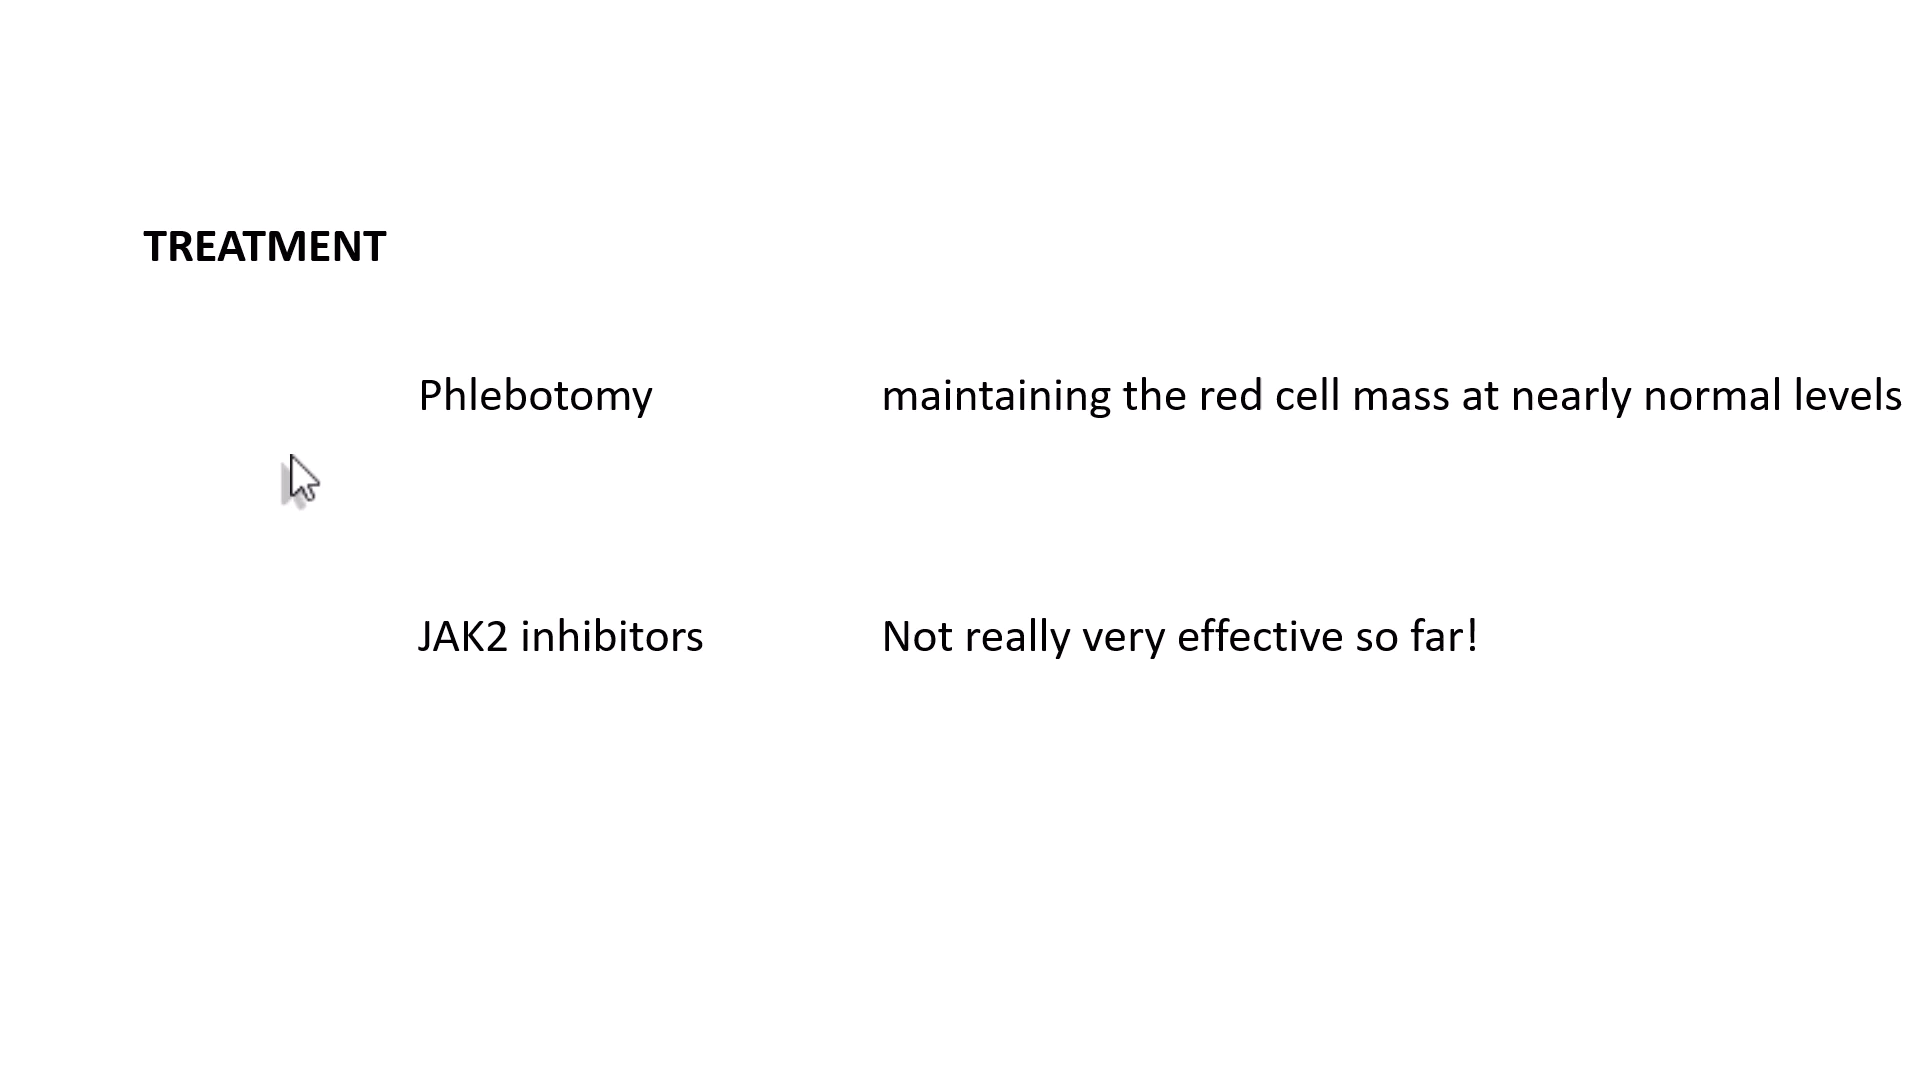 TREATMENT
Phlebotomy maintaining the red cell mass at nearly normal levels
JAK2 inhibitors Not really very effective so far!